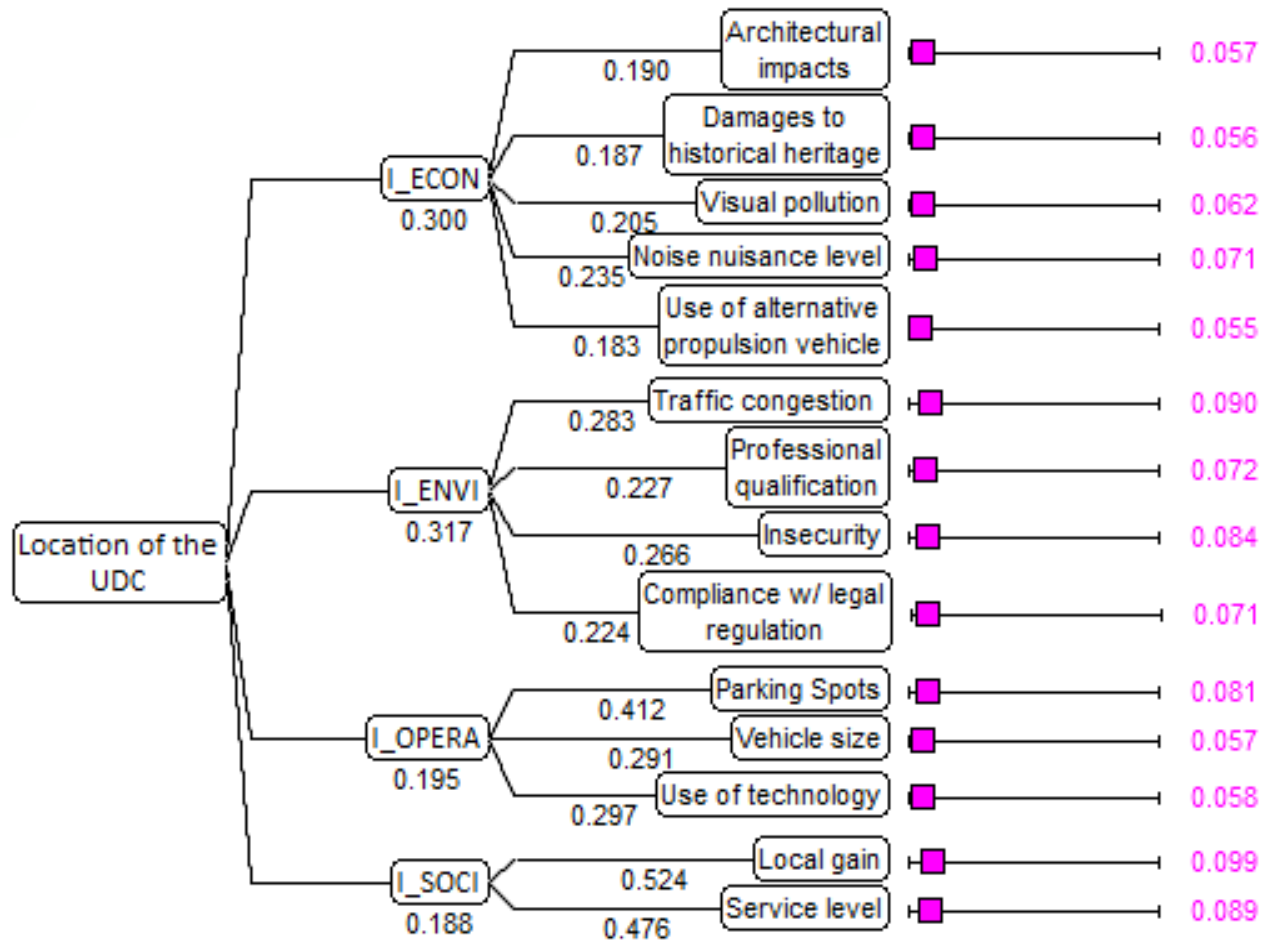 Architectural
impacts
0.190
0.057
Damages to
historical heritage
0.187
0.056
I_ECON
0.300
Visual pollution
0.205
0.062
Noise nuisance level
0.235
0.071
Use of alternative
propulsion vehicle
0.183
0.055
Traffic congestion
0.283
0.090
Professional
qualification
0.227
0.072
I_ENVI
0.317
Insecurity
0.266
0.084
Compliance w/ legal
regulation
0.224
0.071
Location of the
UDC
Parking Spots
0.412
0.081
I_OPERA
0.195
Vehicle size
0.291
0.057
Use of technology
0.297
0.058
Local gain
0.524
0.099
I_SOCI
0.188
Service level
0.476
0.089